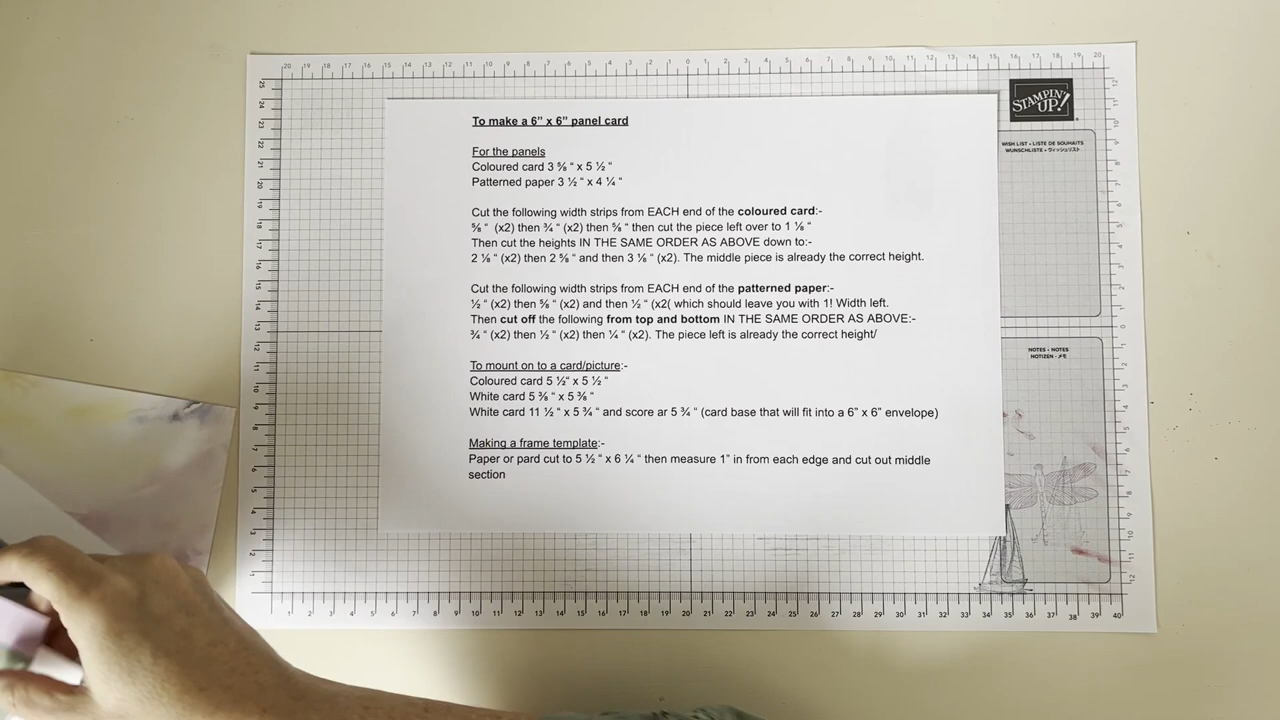 STAMPIN' UP!
To make a 6” x 6” panel card
WISH LIST • LISTE DE SOUHAITS
WUNSCHLISTE • ウィッシュリスト
For the panels
Coloured card 3 ⅝ “ x 5 ½ “
Patterned paper 3 ½ “ x 4 ¼ “
Cut the following width strips from EACH end of the coloured card:-
⅝ “ (x2) then ¾ “ (x2) then ⅝ “ then cut the piece left over to 1 ⅛ “
Then cut the heights IN THE SAME ORDER AS ABOVE down to:-
2 ⅛ “ (x2) then 2 ⅝ “ and then 3 ⅛ “ (x2). The middle piece is already the correct height.
Cut the following width strips from EACH end of the patterned paper:-
½ “ (x2) then ⅝ “ (x2) and then ½ “ (x2( which should leave you with 1! Width left.
Then cut off the following from top and bottom IN THE SAME ORDER AS ABOVE:-
¾ “ (x2) then ½ “ (x2) then ¼ “ (x2). The piece left is already the correct height/
NOTES • NOTES
NOTIZEN • メモ
To mount on to a card/picture:-
Coloured card 5 ½“ x 5 ½ “
White card 5 ⅜ “ x 5 ⅜ “
White card 11 ½ “ x 5 ¾ “ and score ar 5 ¾ “ (card base that will fit into a 6” x 6” envelope)
Making a frame template:-
Paper or pard cut to 5 ½ “ x 6 ¼ “ then measure 1” in from each edge and cut out middle
section